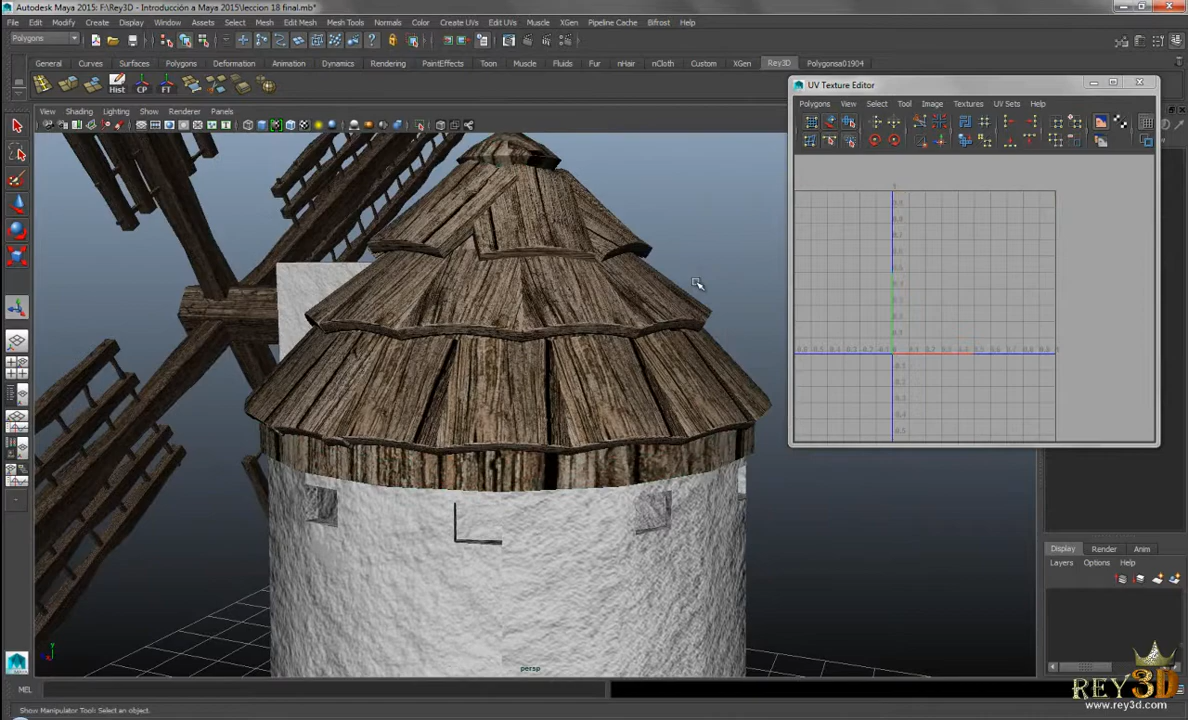 Autodesk Maya 2015: F:\Rey3D - Introducción a Maya 2015\leccion 18 final.mb*
File Edit Modify Create Display Window Assets Select Mesh Edit Mesh Mesh Tools Normals Color Create UVs Edit UVs Muscle XGen Pipeline Cache Bifrost Help
Polygons
General Curves Surfaces Polygons Deformation Animation Dynamics Rendering PaintEffects Toon Muscle Fluids Fur nHair nCloth Custom XGen Rey3D Polygonsa01904
Hist CP FT
UV Texture Editor
View Shading Lighting Show Renderer Panels
Polygons View Select Tool Image Textures UV Sets Help
persp
Display Render Anim
Layers Options Help
MEL
REY3D
www.rey3d.com
Show Manipulator Tool: Select an object.